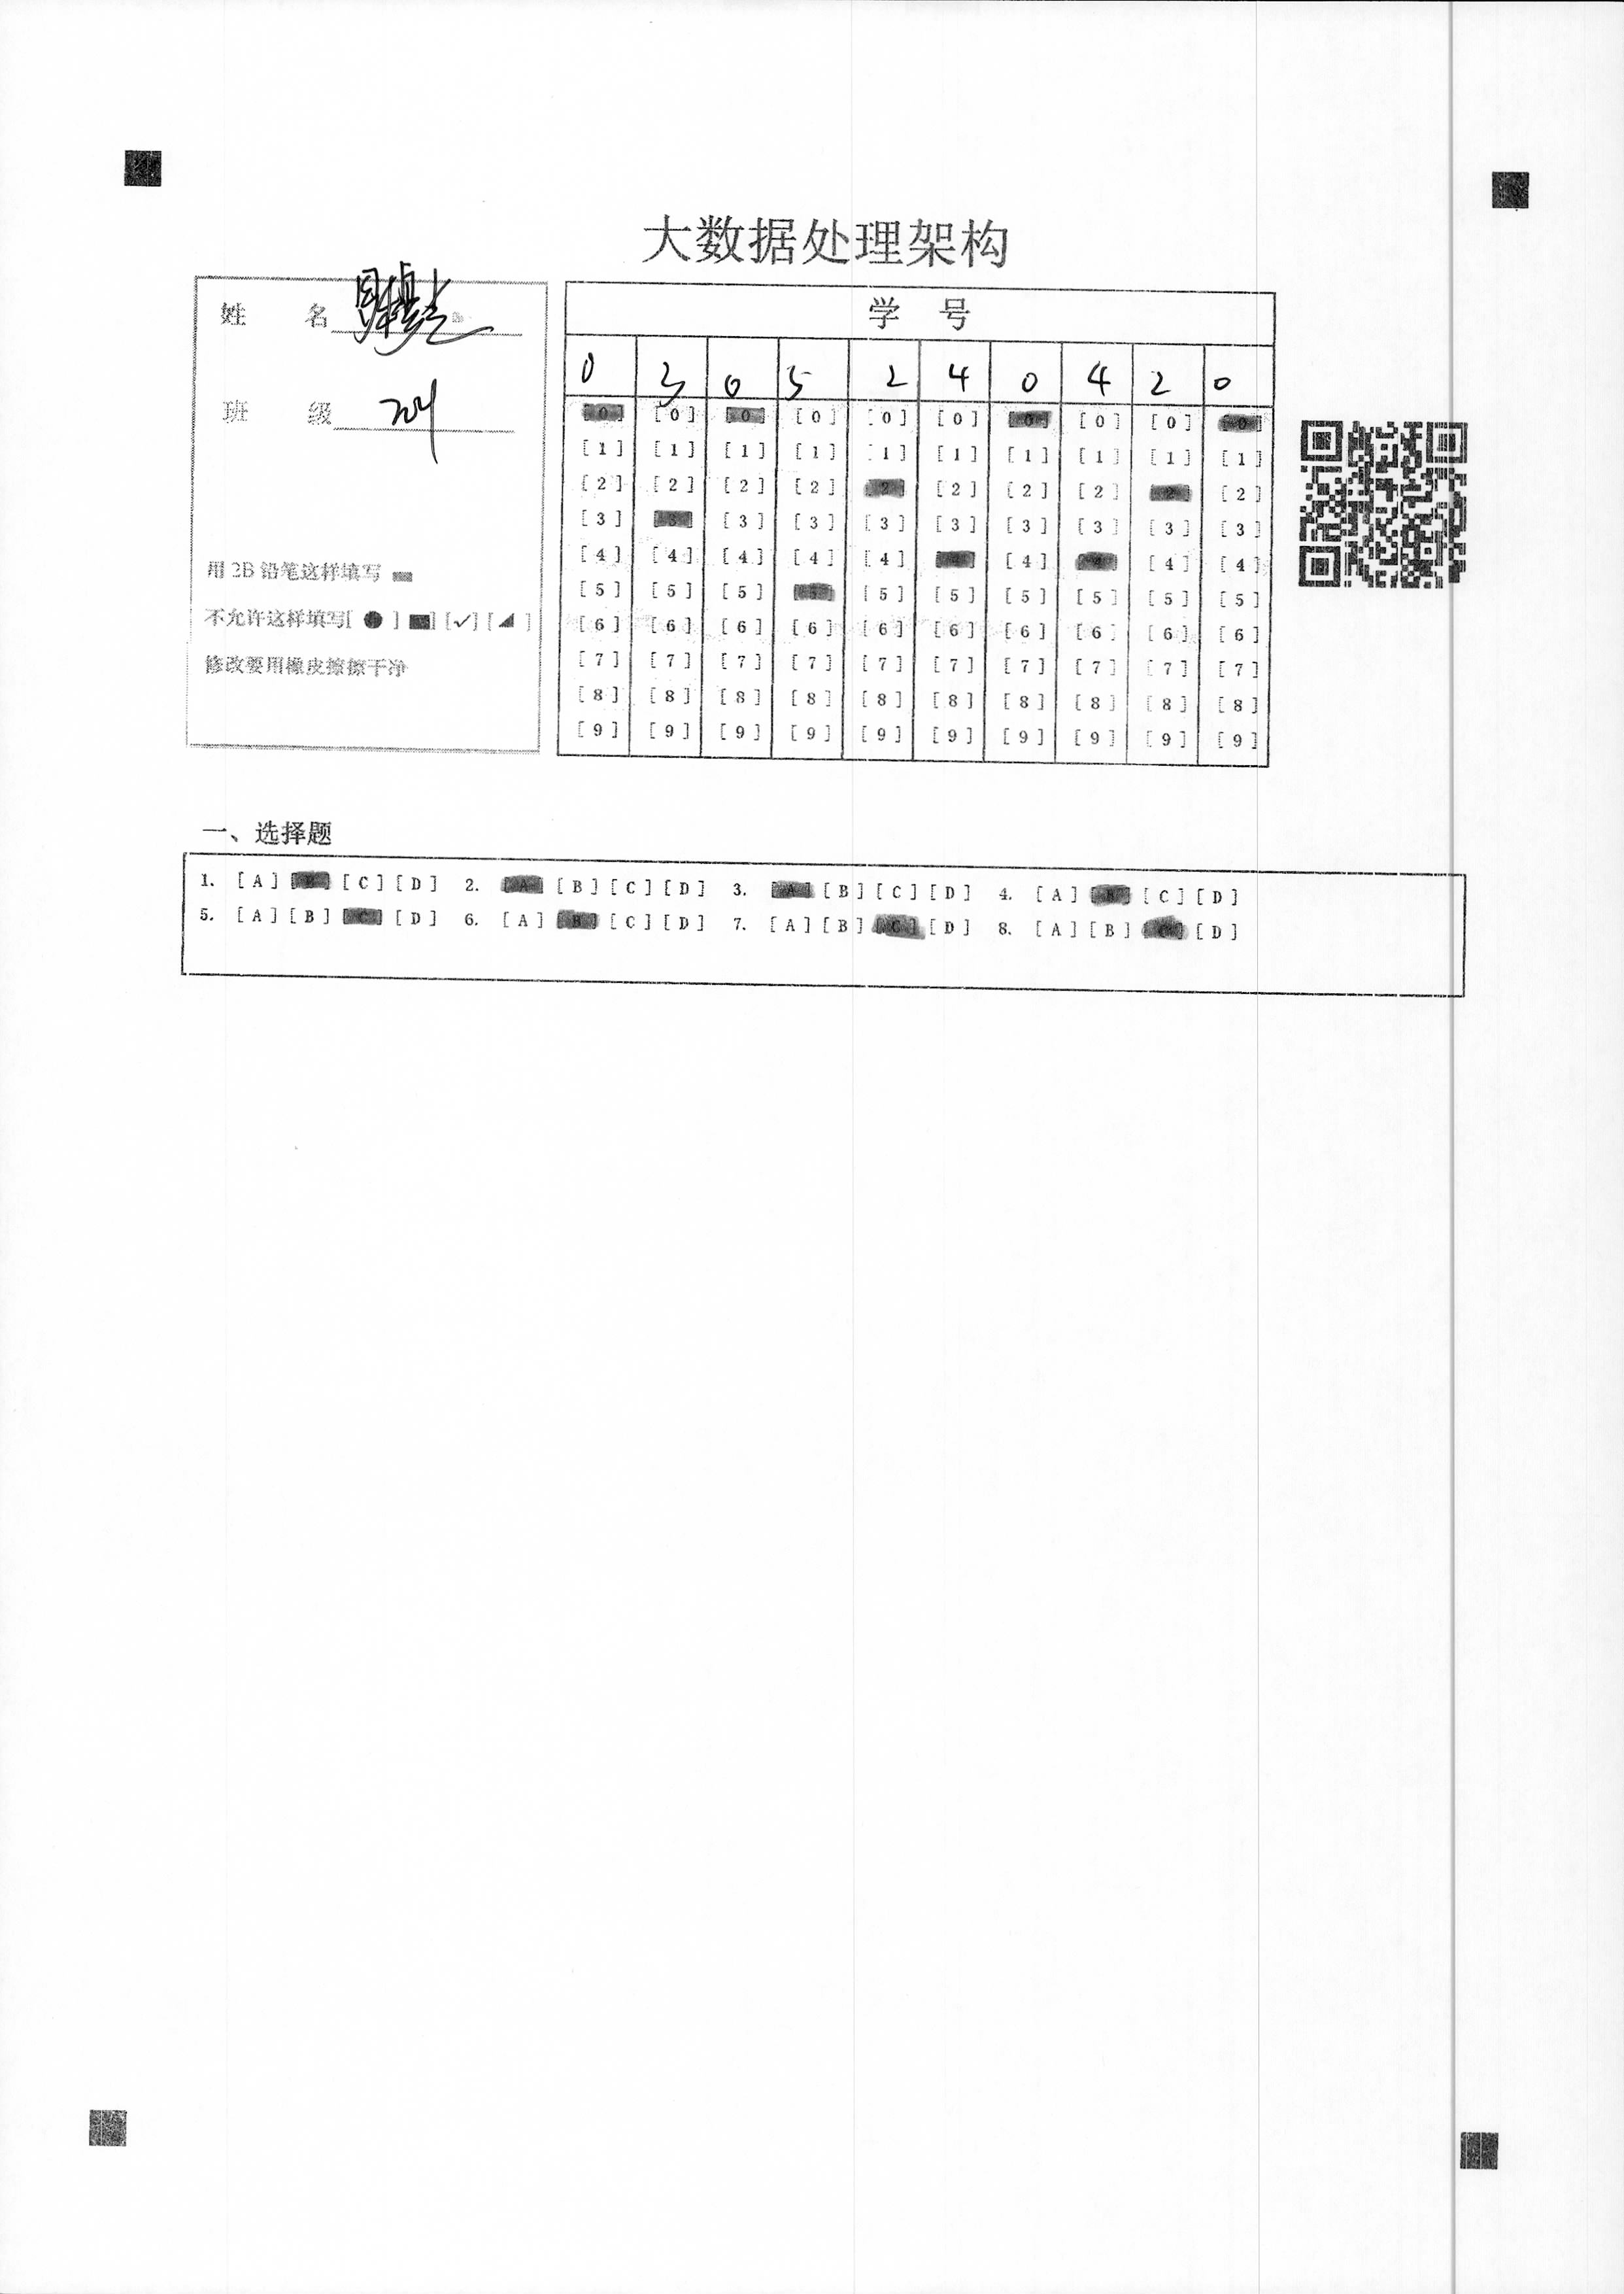 大数据处理架构
姓 名
班 级
用 2B 铅笔这样填写
不允许这样填写[ ● ] [■] [✓] [◢ ]
修改要用橡皮擦擦干净
学 号
0 3 0 5 2 4 0 4 2 0
[0] [0] [0] [0] [0] [0] [0] [0] [0] [0]
[1] [1] [1] [1] [1] [1] [1] [1] [1] [1]
[2] [2] [2] [2] [2] [2] [2] [2] [2] [2]
[3] [3] [3] [3] [3] [3] [3] [3] [3] [3]
[4] [4] [4] [4] [4] [4] [4] [4] [4] [4]
[5] [5] [5] [5] [5] [5] [5] [5] [5] [5]
[6] [6] [6] [6] [6] [6] [6] [6] [6] [6]
[7] [7] [7] [7] [7] [7] [7] [7] [7] [7]
[8] [8] [8] [8] [8] [8] [8] [8] [8] [8]
[9] [9] [9] [9] [9] [9] [9] [9] [9] [9]
一、选择题
1. [A] [B] [C] [D] 2. [A] [B] [C] [D] 3. [A] [B] [C] [D] 4. [A] [B] [C] [D]
5. [A] [B] [C] [D] 6. [A] [B] [C] [D] 7. [A] [B] [C] [D] 8. [A] [B] [C] [D]